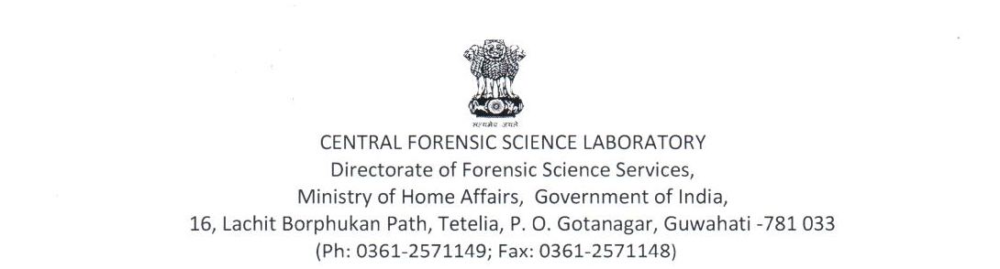 सत्यमेव जयते
CENTRAL FORENSIC SCIENCE LABORATORY
Directorate of Forensic Science Services,
Ministry of Home Affairs, Government of India,
16, Lachit Borphukan Path, Tetelia, P. O. Gotanagar, Guwahati -781 033
(Ph: 0361-2571149; Fax: 0361-2571148)